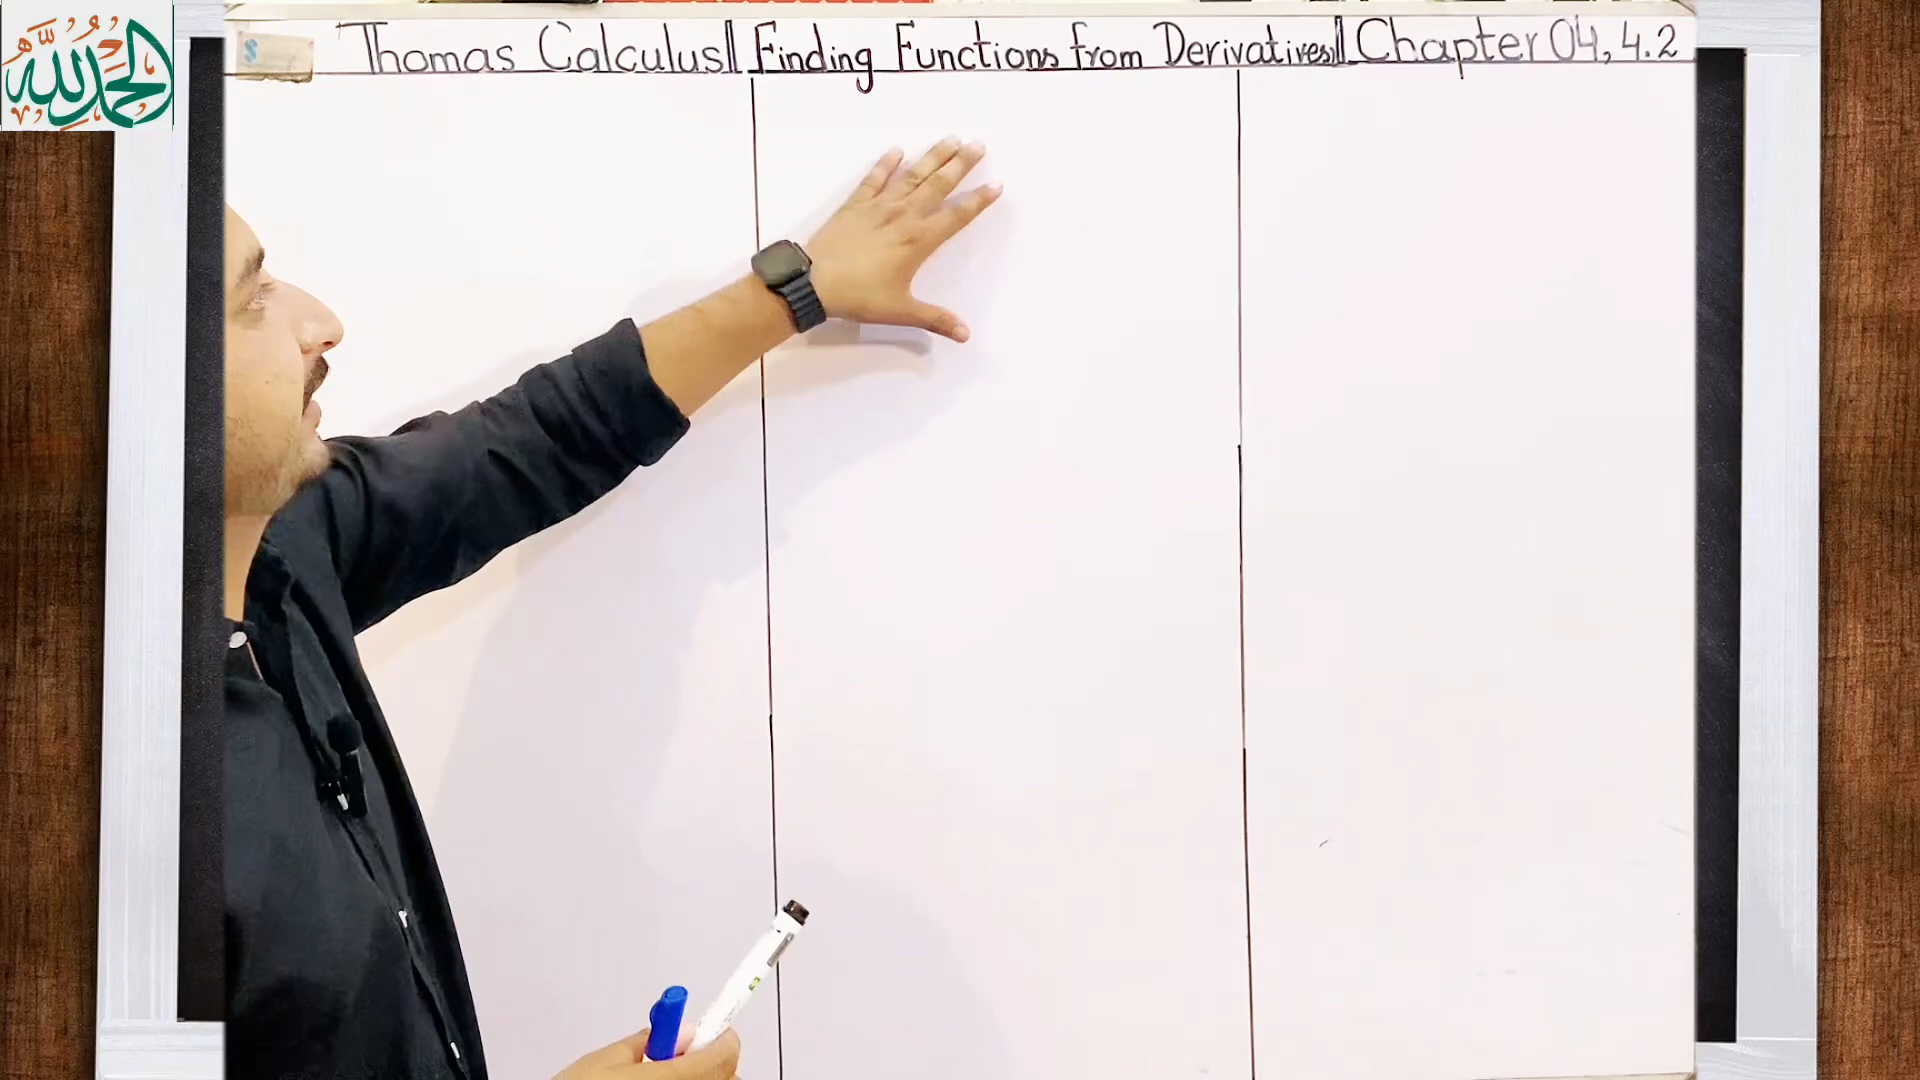 الحمد لله
Thomas Calculus|| Finding Functions from Derivatives|| Chapter 04, 4.2
S